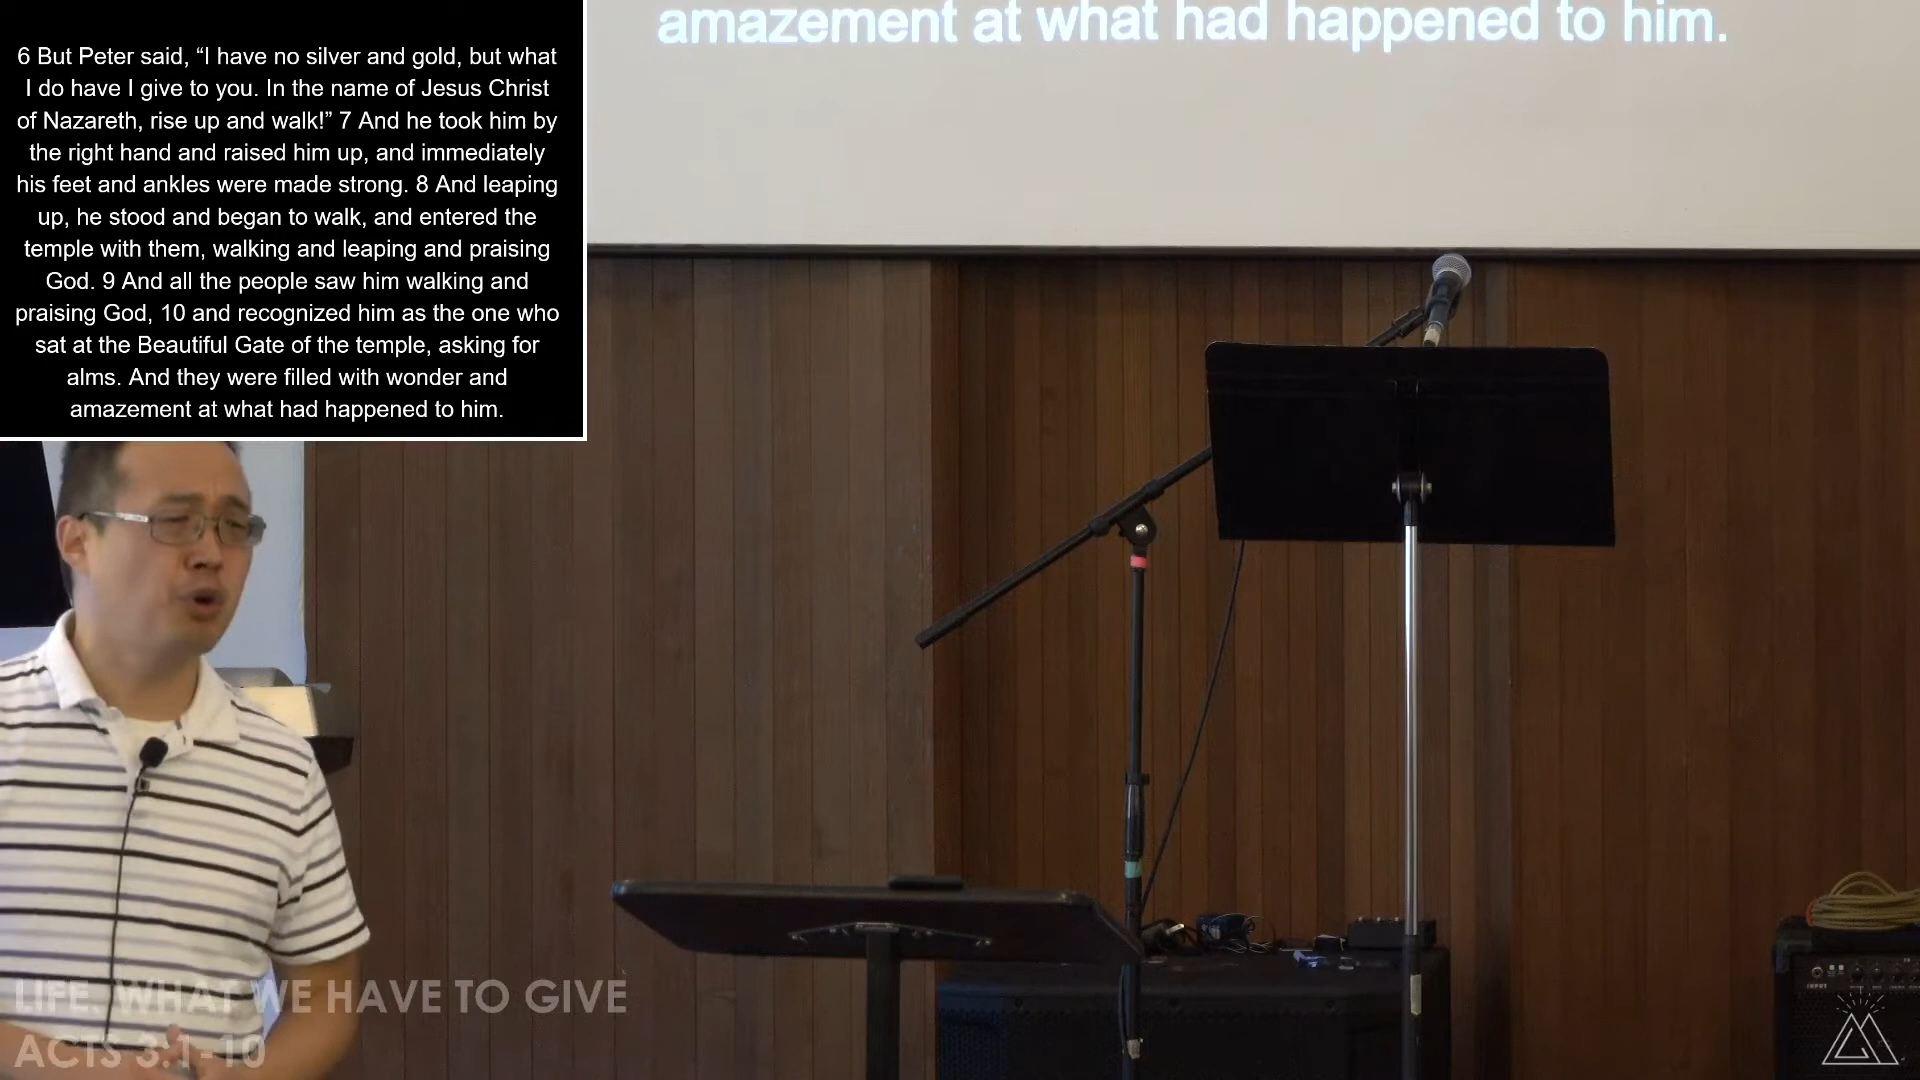 6 But Peter said, “I have no silver and gold, but what
I do have I give to you. In the name of Jesus Christ
of Nazareth, rise up and walk!” 7 And he took him by
the right hand and raised him up, and immediately
his feet and ankles were made strong. 8 And leaping
up, he stood and began to walk, and entered the
temple with them, walking and leaping and praising
God. 9 And all the people saw him walking and
praising God, 10 and recognized him as the one who
sat at the Beautiful Gate of the temple, asking for
alms. And they were filled with wonder and
amazement at what had happened to him.
amazement at what had happened to him.
LIFE. WHAT WE HAVE TO GIVE
ACTS 3:1-10
INPUT